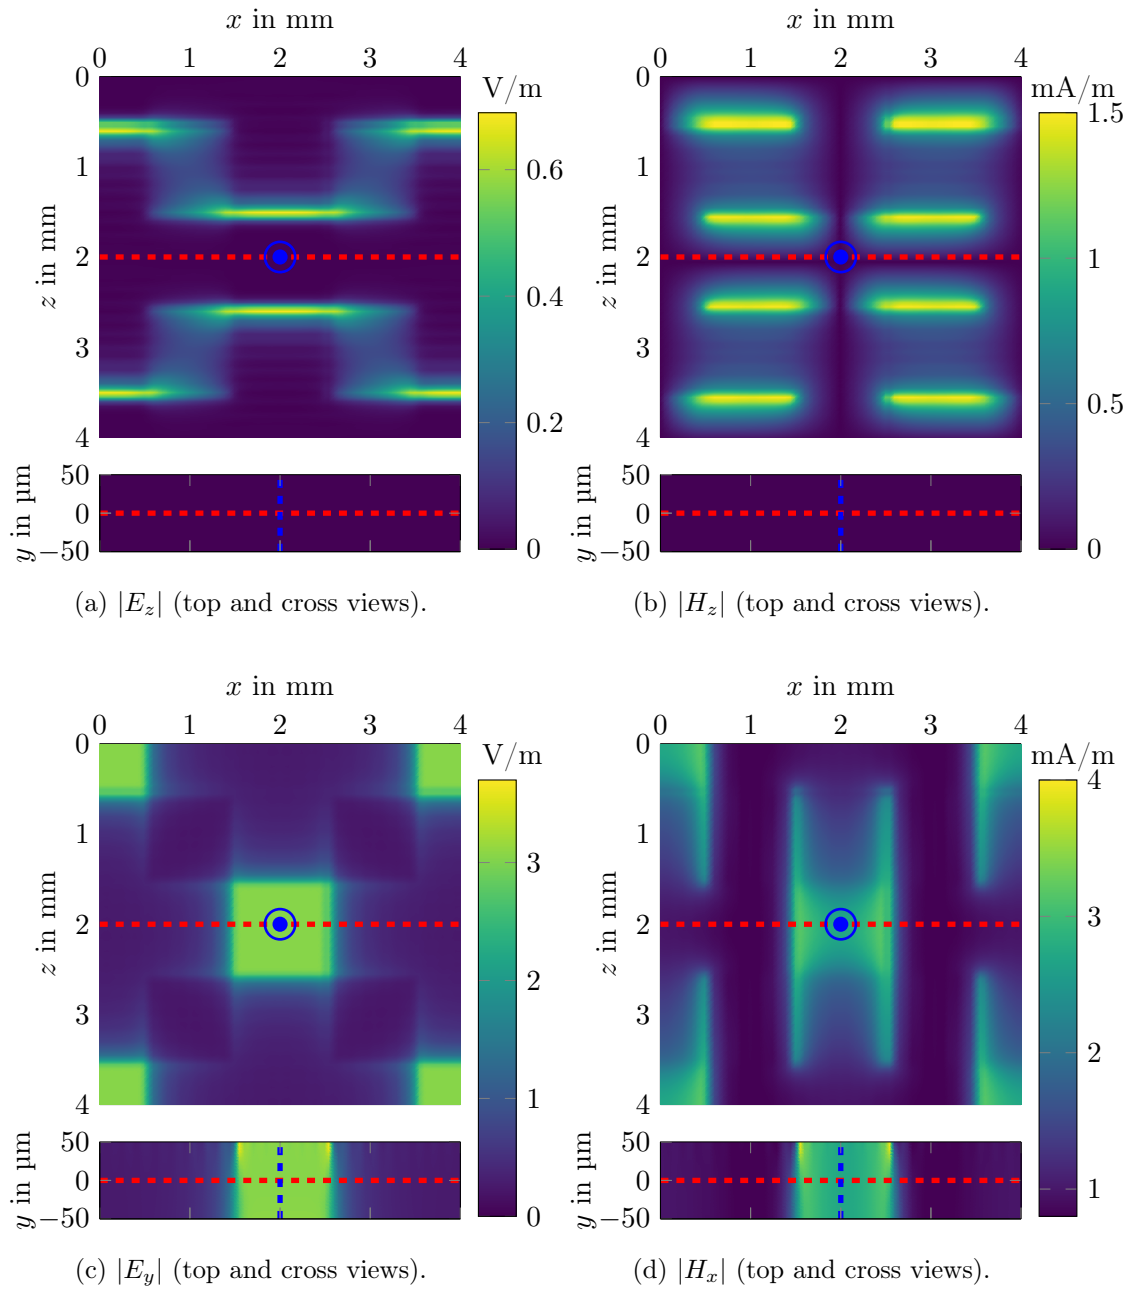 x in mm
x in mm
0 1 2 3 4
0 1 2 3 4
V/m
mA/m
z in mm
0
1
2
3
4
0.6
0.4
0.2
0
z in mm
0
1
2
3
4
1.5
1
0.5
0
y in µm
50
0
−50
y in µm
50
0
−50
(a) |E_z| (top and cross views).
(b) |H_z| (top and cross views).
x in mm
x in mm
0 1 2 3 4
0 1 2 3 4
V/m
mA/m
z in mm
0
1
2
3
4
3
2
1
0
z in mm
0
1
2
3
4
4
3
2
1
y in µm
50
0
−50
y in µm
50
0
−50
(c) |E_y| (top and cross views).
(d) |H_x| (top and cross views).